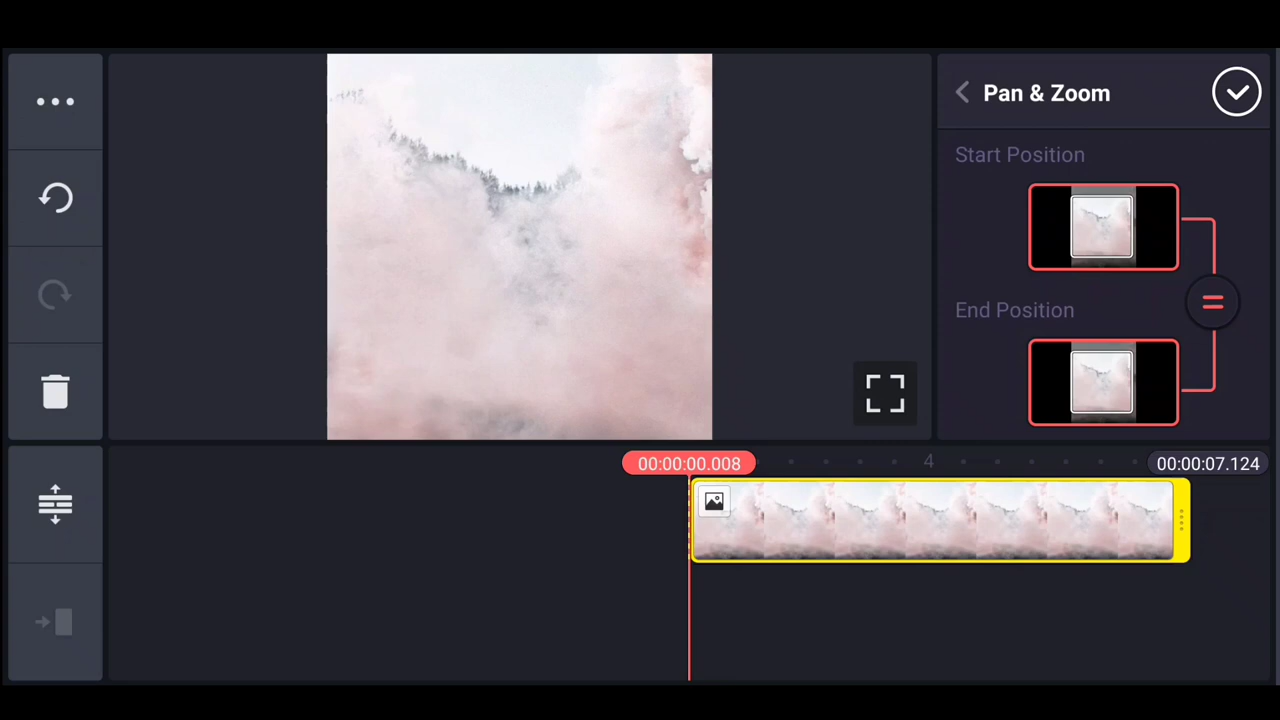 Pan & Zoom
Start Position
End Position
00:00:00.008
4
00:00:07.124